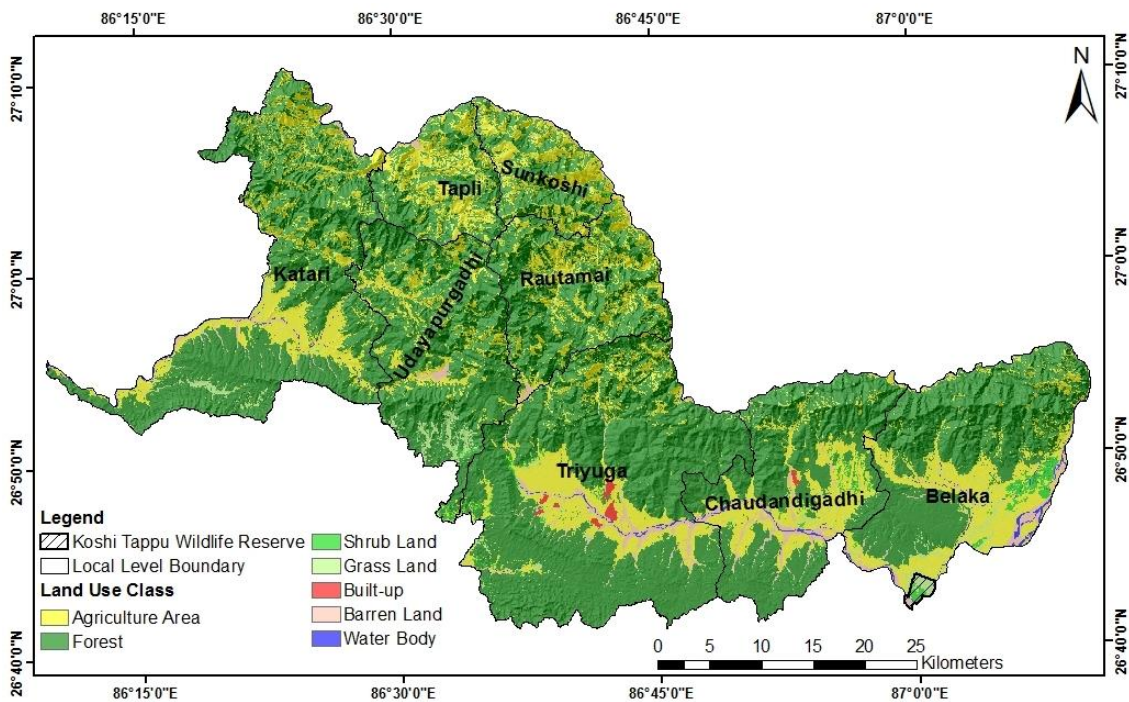 86°15'0"E 86°30'0"E 86°45'0"E 87°0'0"E
27°10'0"N 27°10'0"N
N
Sunkoshi
Tapli
Katari
Udayapurgadhi
Rautamai
27°0'0"N 27°0'0"N
Triyuga
Chaudandigadhi
Belaka
26°50'0"N 26°50'0"N
Legend
Koshi Tappu Wildlife Reserve
Local Level Boundary
Land Use Class
Agriculture Area
Forest
Shrub Land
Grass Land
Built-up
Barren Land
Water Body
0 5 10 15 20 25
Kilometers
26°40'0"N 26°40'0"N
86°15'0"E 86°30'0"E 86°45'0"E 87°0'0"E